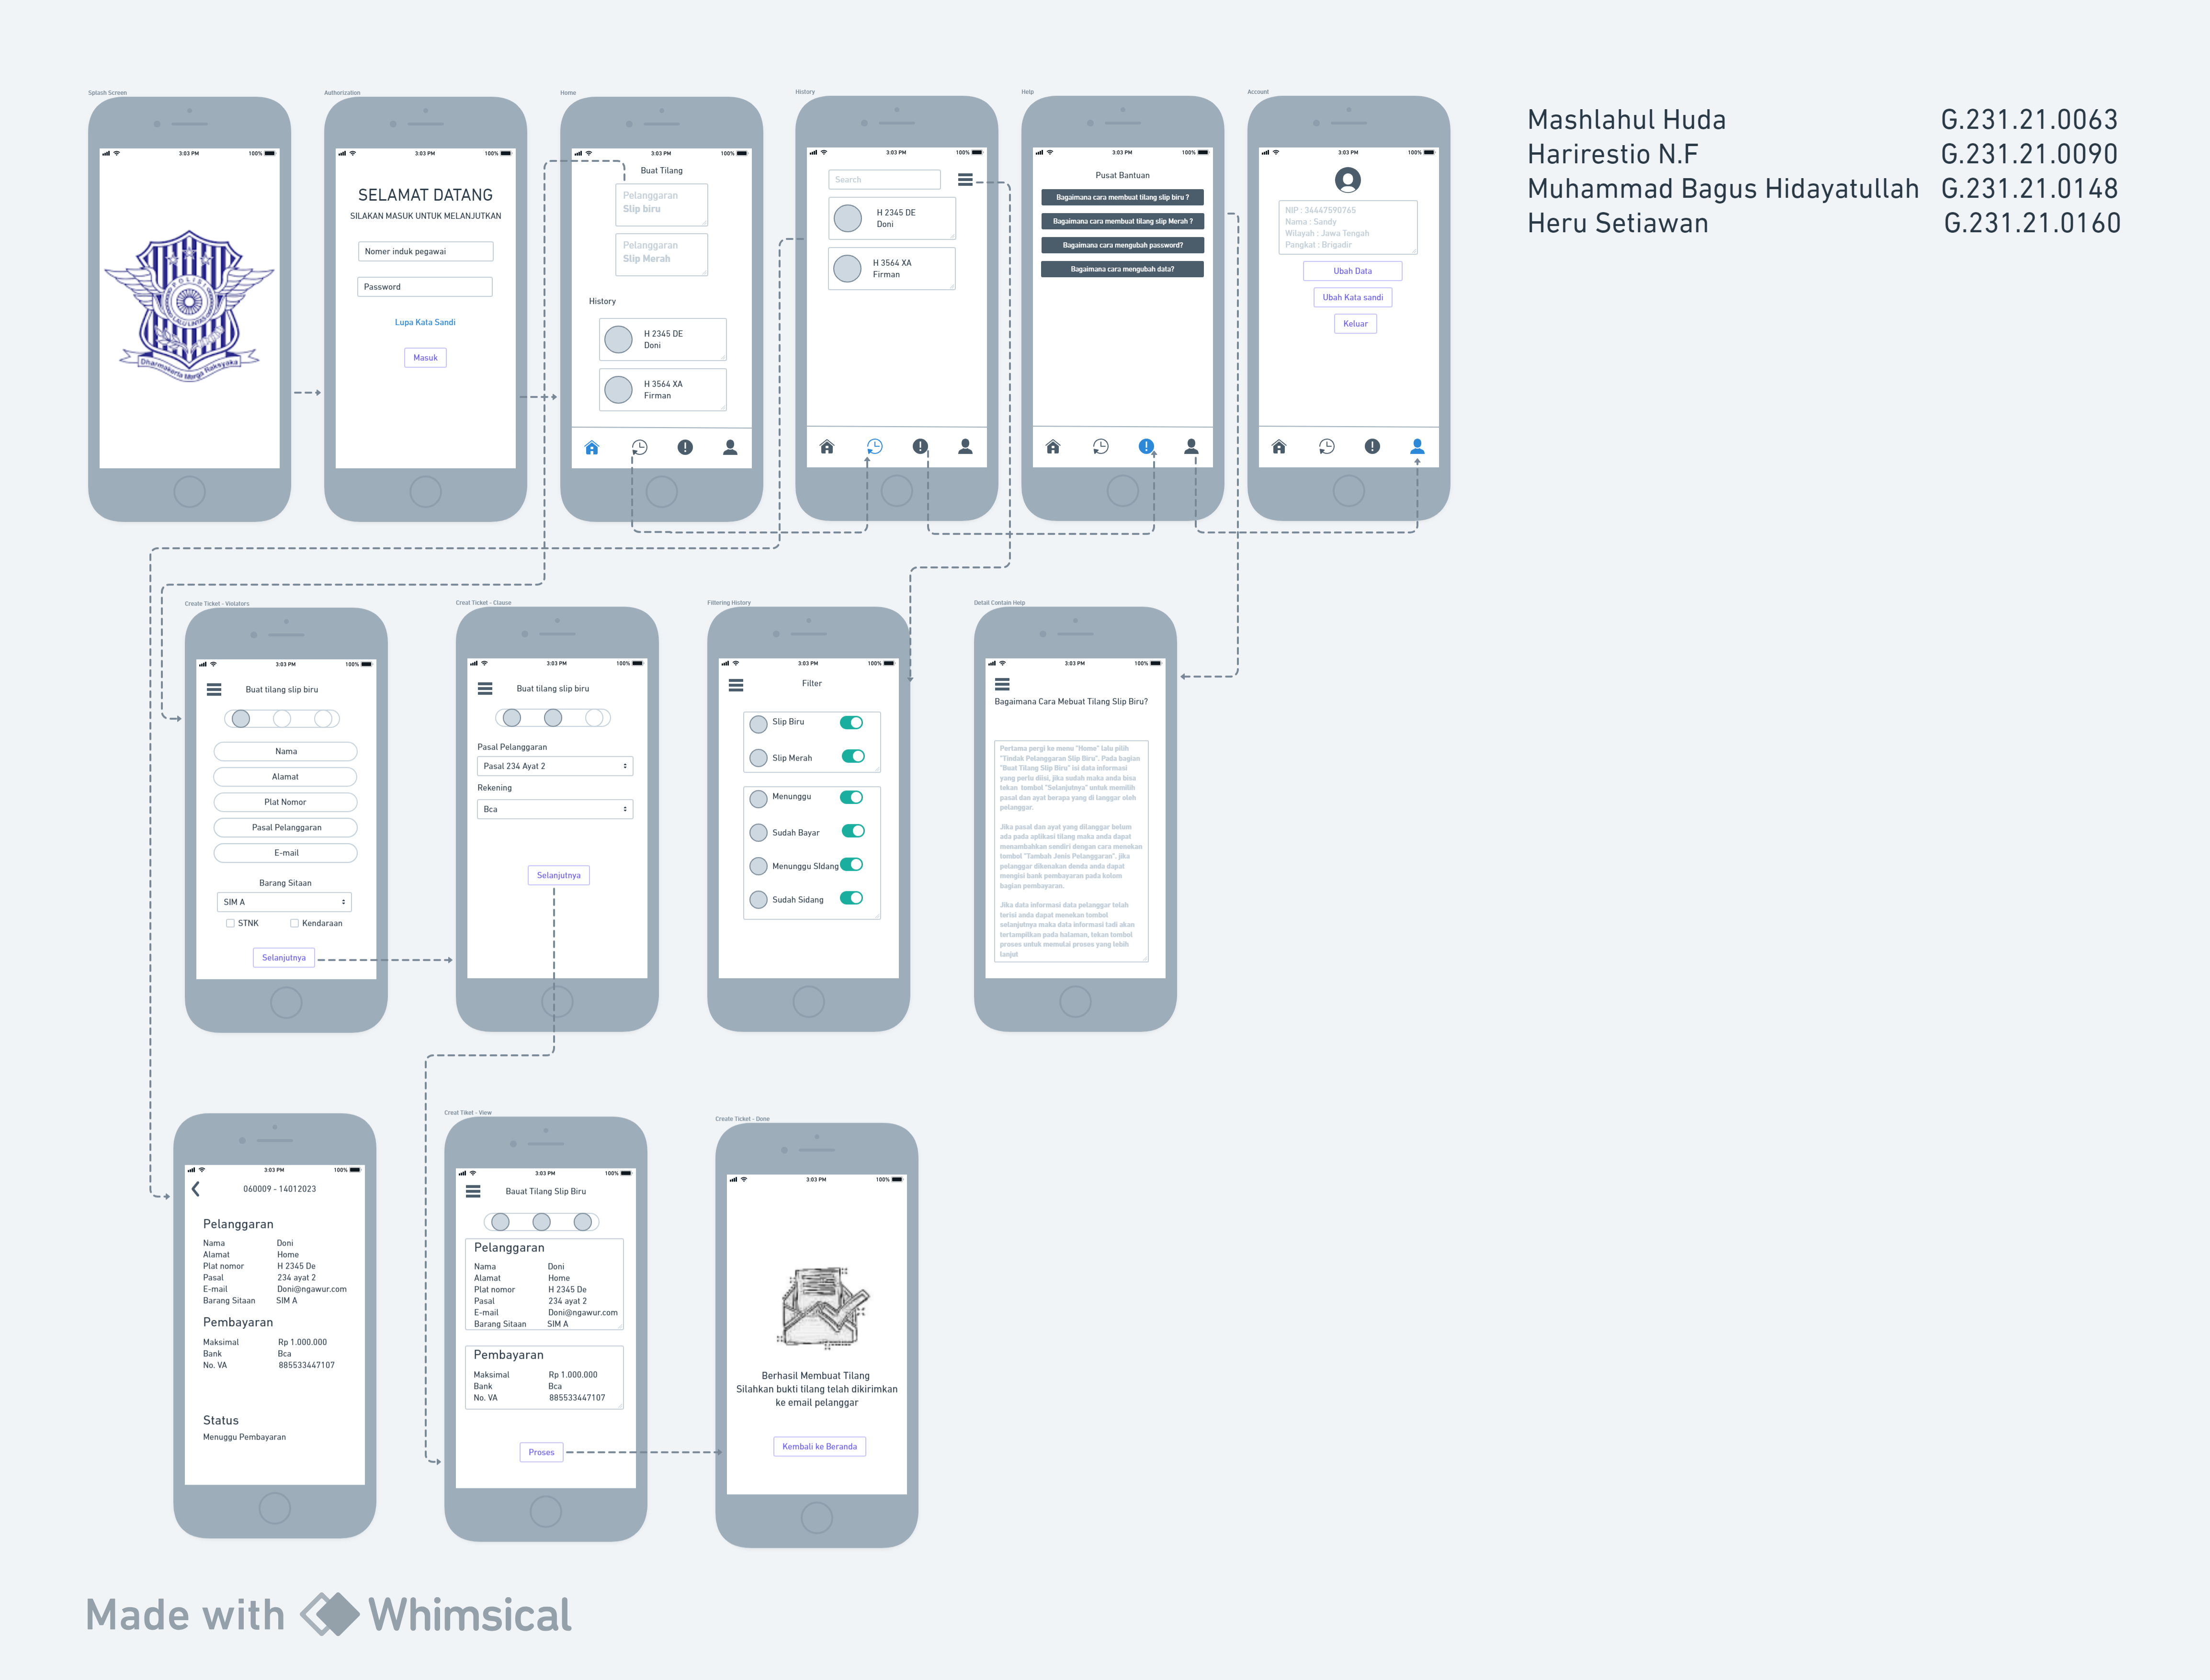 Mashlahul Huda G.231.21.0063
Harirestio N.F G.231.21.0090
Muhammad Bagus Hidayatullah G.231.21.0148
Heru Setiawan G.231.21.0160
Splash Screen
3:03 PM 100%
POLISI
LALU LINTAS
Dharmakerta Marga Raksyaka
Authorization
3:03 PM 100%
SELAMAT DATANG
SILAKAN MASUK UNTUK MELANJUTKAN
Nomer induk pegawai
Password
Lupa Kata Sandi
Masuk
Home
3:03 PM 100%
Buat Tilang
Pelanggaran
Slip biru
Pelanggaran
Slip Merah
History
H 2345 DE
Doni
H 3564 XA
Firman
History
3:03 PM 100%
Search
H 2345 DE
Doni
H 3564 XA
Firman
Help
3:03 PM 100%
Pusat Bantuan
Bagaimana cara membuat tilang slip biru ?
Bagaimana cara membuat tilang slip Merah ?
Bagaimana cara mengubah password?
Bagaimana cara mengubah data?
Account
3:03 PM 100%
NIP : 34447590765
Nama : Sandy
Wilayah : Jawa Tengah
Pangkat : Brigadir
Ubah Data
Ubah Kata sandi
Keluar
Create Ticket - Violators
3:03 PM 100%
Buat tilang slip biru
Nama
Alamat
Plat Nomor
Pasal Pelanggaran
E-mail
Barang Sitaan
SIM A
STNK Kendaraan
Selanjutnya
Creat Ticket - Clause
3:03 PM 100%
Buat tilang slip biru
Pasal Pelanggaran
Pasal 234 Ayat 2
Rekening
Bca
Selanjutnya
Filtering History
3:03 PM 100%
Filter
Slip Biru
Slip Merah
Menunggu
Sudah Bayar
Menunggu SIdang
Sudah Sidang
Detail Contain Help
3:03 PM 100%
Bagaimana Cara Mebuat Tilang Slip Biru?
Pertama pergi ke menu "Home" lalu pilih
"Tindak Pelanggaran Slip Biru". Pada bagian
"Buat Tilang Slip Biru" isi data informasi
yang perlu diisi, jika sudah maka anda bisa
tekan tombol "Selanjutnya" untuk memilih
pasal dan ayat berapa yang di langgar oleh
pelanggar.
Jika pasal dan ayat yang dilanggar belum
ada pada aplikasi tilang maka anda dapat
menambahkan sendiri dengan cara menekan
tombol "Tambah Jenis Pelanggaran". jika
pelanggar dikenakan denda anda dapat
mengisi bank pembayaran pada kolom
bagian pembayaran.
Jika data informasi data pelanggar telah
terisi anda dapat menekan tombol
selanjutnya maka data informasi tadi akan
tertampilkan pada halaman, tekan tombol
proses untuk memulai proses yang lebih
lanjut
3:03 PM 100%
060009 - 14012023
Pelanggaran
Nama Doni
Alamat Home
Plat nomor H 2345 De
Pasal 234 ayat 2
E-mail Doni@ngawur.com
Barang Sitaan SIM A
Pembayaran
Maksimal Rp 1.000.000
Bank Bca
No. VA 885533447107
Status
Menuggu Pembayaran
Creat Tiket - View
3:03 PM 100%
Bauat Tilang Slip Biru
Pelanggaran
Nama Doni
Alamat Home
Plat nomor H 2345 De
Pasal 234 ayat 2
E-mail Doni@ngawur.com
Barang Sitaan SIM A
Pembayaran
Maksimal Rp 1.000.000
Bank Bca
No. VA 885533447107
Proses
Create Ticket - Done
3:03 PM 100%
Berhasil Membuat Tilang
Silahkan bukti tilang telah dikirimkan
ke email pelanggar
Kembali ke Beranda
Made with Whimsical